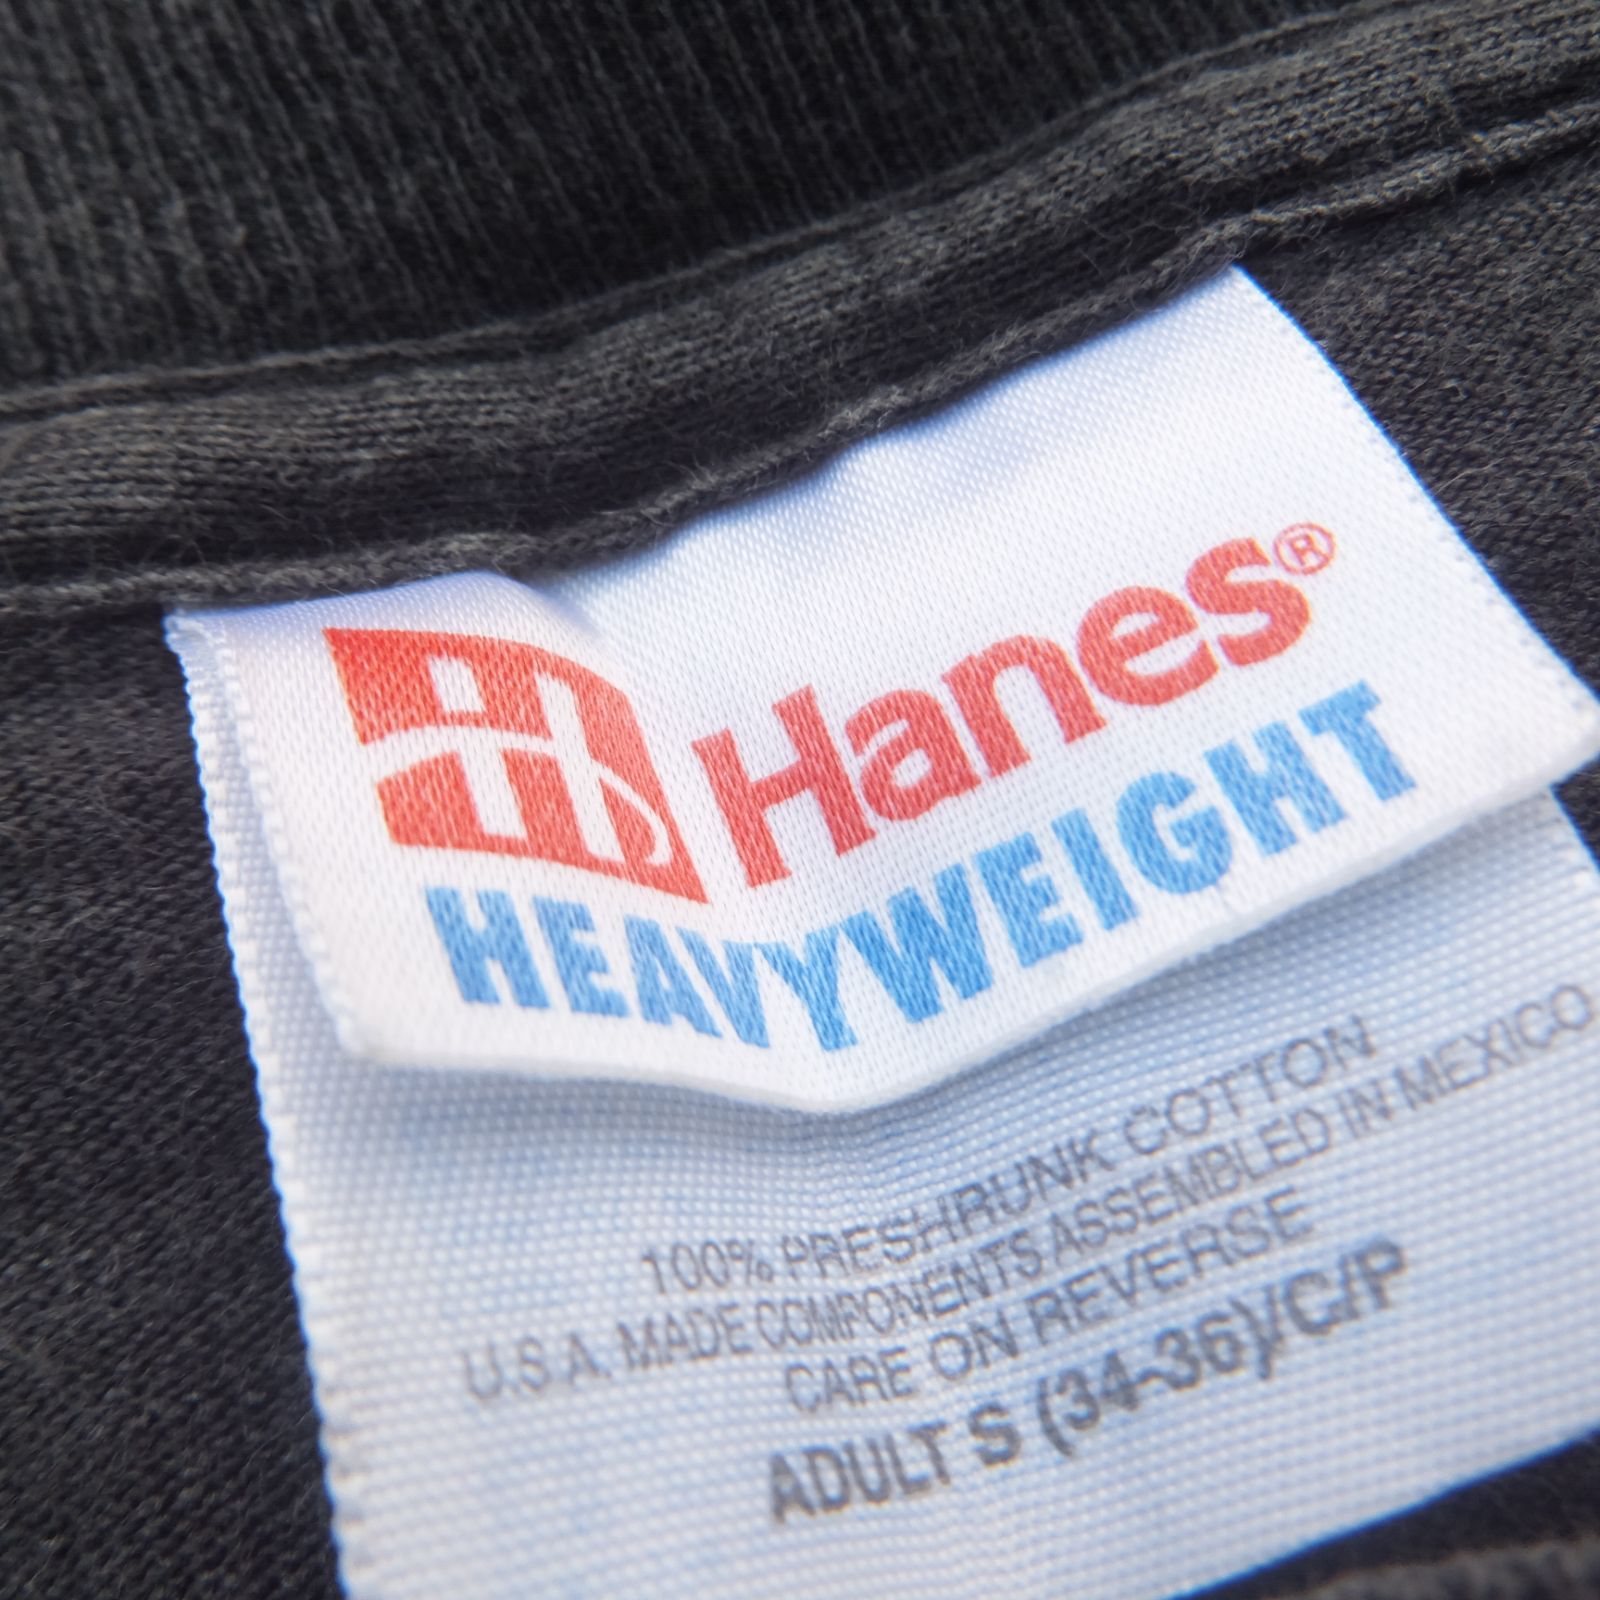 Hanes®
HEAVYWEIGHT
100% PRESHRUNK COTTON
U.S.A. MADE COMPONENTS ASSEMBLED IN MEXICO
CARE ON REVERSE
ADULT S (34-36)/C/P